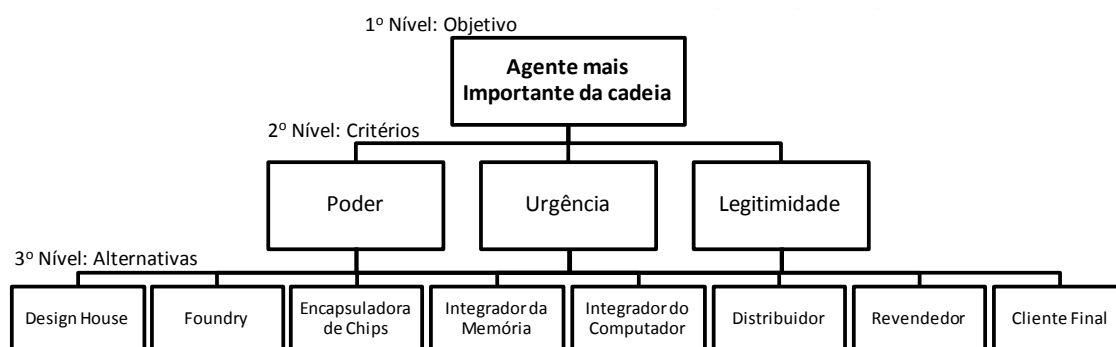 1º Nível: Objetivo
Agente mais
Importante da cadeia
2º Nível: Critérios
Poder
Urgência
Legitimidade
3º Nível: Alternativas
Design House
Foundry
Encapsuladora
de Chips
Integrador da
Memória
Integrador do
Computador
Distribuidor
Revendedor
Cliente Final